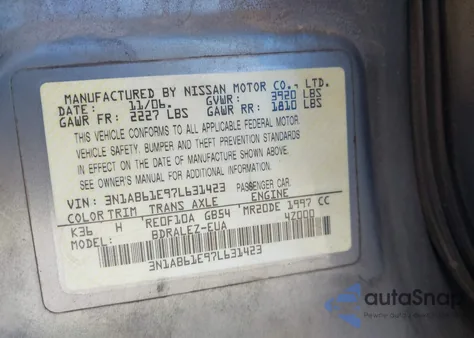 MANUFACTURED BY NISSAN MOTOR CO., LTD.
DATE: 11/06. GVWR: 3920 LBS
GAWR FR: 2227 LBS GAWR RR: 1810 LBS
THIS VEHICLE CONFORMS TO ALL APPLICABLE FEDERAL MOTOR
VEHICLE SAFETY, BUMPER AND THEFT PREVENTION STANDARDS
IN EFFECT ON THE DATE OF MANUFACTURE SHOWN ABOVE.
SEE OWNER'S MANUAL FOR ADDITIONAL INFORMATION.
VIN: 3N1AB61E97L631423 PASSENGER CAR.
COLOR TRIM TRANS AXLE ENGINE
K36 H RE0F10A GB54 MR20DE 1997 CC
MODEL: BDRALEZ-EUA 4Z000
3N1AB61E97L631423
autoSnap